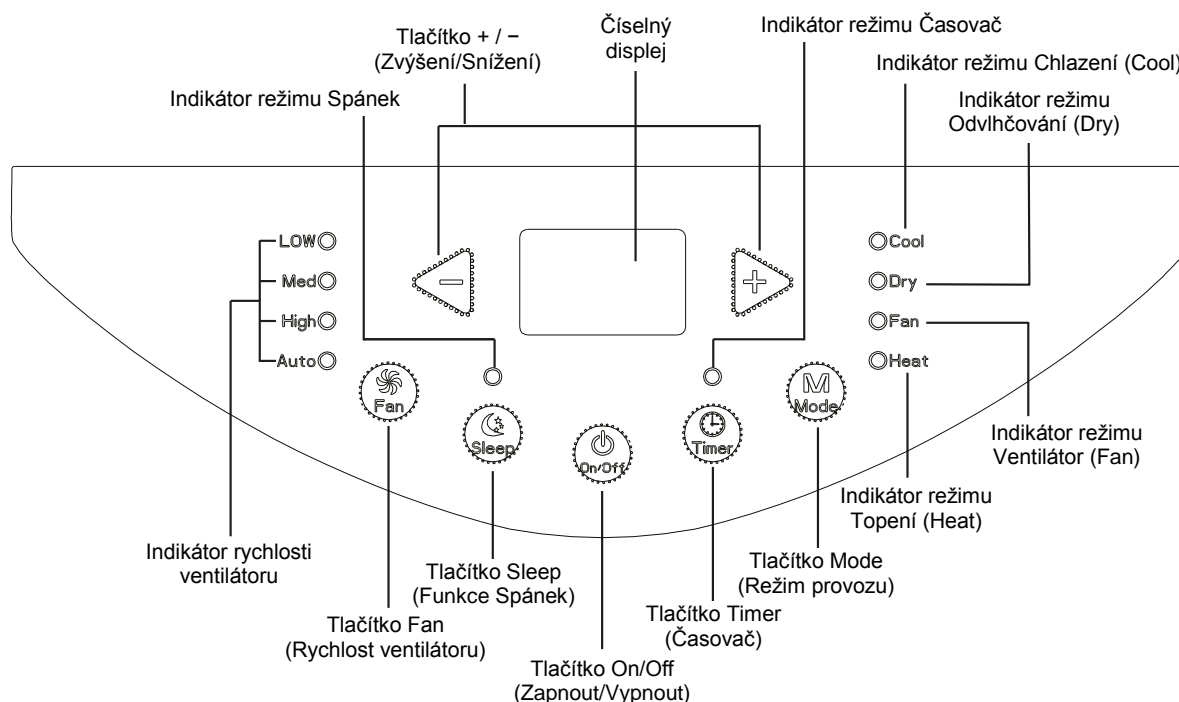 Tlačítko + / −
(Zvýšení/Snížení)
Číselný
displej
Indikátor režimu Časovač
Indikátor režimu Chlazení (Cool)
Indikátor režimu Spánek
Indikátor režimu
Odvlhčování (Dry)
LOW
Med
High
Auto
−
+
Cool
Dry
Fan
Heat
Fan
Sleep
On/Off
Timer
M
Mode
Indikátor režimu
Ventilátor (Fan)
Indikátor režimu
Topení (Heat)
Indikátor rychlosti
ventilátoru
Tlačítko Mode
(Režim provozu)
Tlačítko Sleep
(Funkce Spánek)
Tlačítko Timer
(Časovač)
Tlačítko Fan
(Rychlost ventilátoru)
Tlačítko On/Off
(Zapnout/Vypnout)